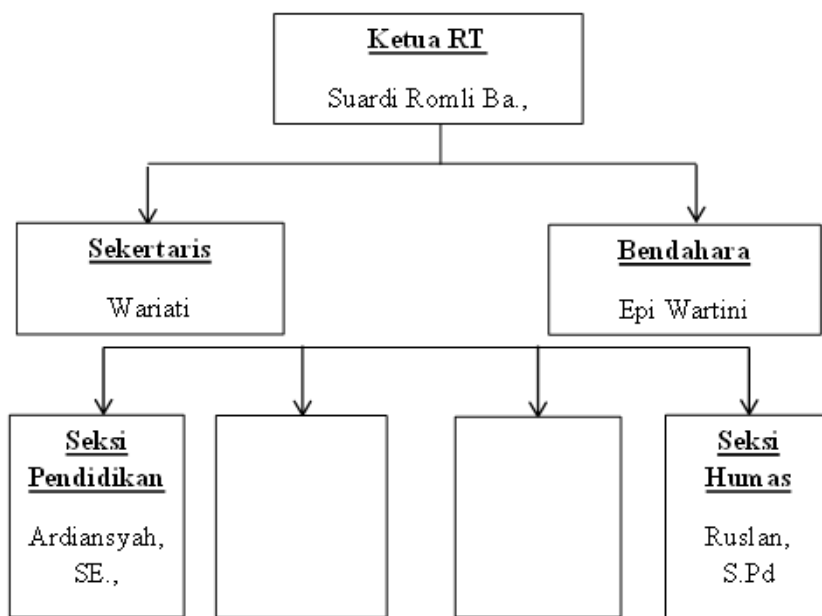 Ketua RT
Suardi Romli Ba.,
Sekertaris
Wariati
Bendahara
Epi Wartini
Seksi
Pendidikan
Ardiansyah,
SE.,
Seksi
Humas
Ruslan,
S.Pd